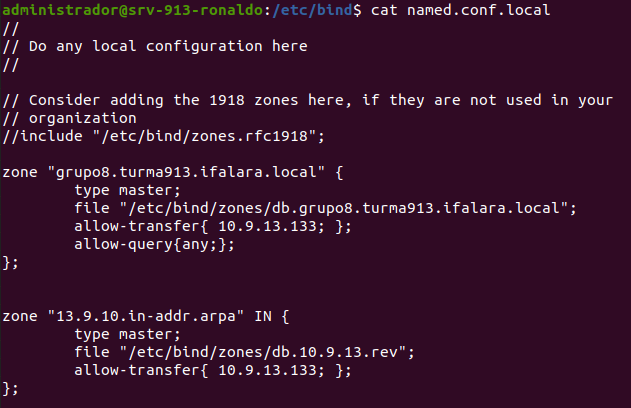 administrador@srv-913-ronaldo:/etc/bind$ cat named.conf.local
//
// Do any local configuration here
//
// Consider adding the 1918 zones here, if they are not used in your
// organization
//include "/etc/bind/zones.rfc1918";
zone "grupo8.turma913.ifalara.local" {
        type master;
        file "/etc/bind/zones/db.grupo8.turma913.ifalara.local";
        allow-transfer{ 10.9.13.133; };
        allow-query{any;};
};
zone "13.9.10.in-addr.arpa" IN {
        type master;
        file "/etc/bind/zones/db.10.9.13.rev";
        allow-transfer{ 10.9.13.133; };
};